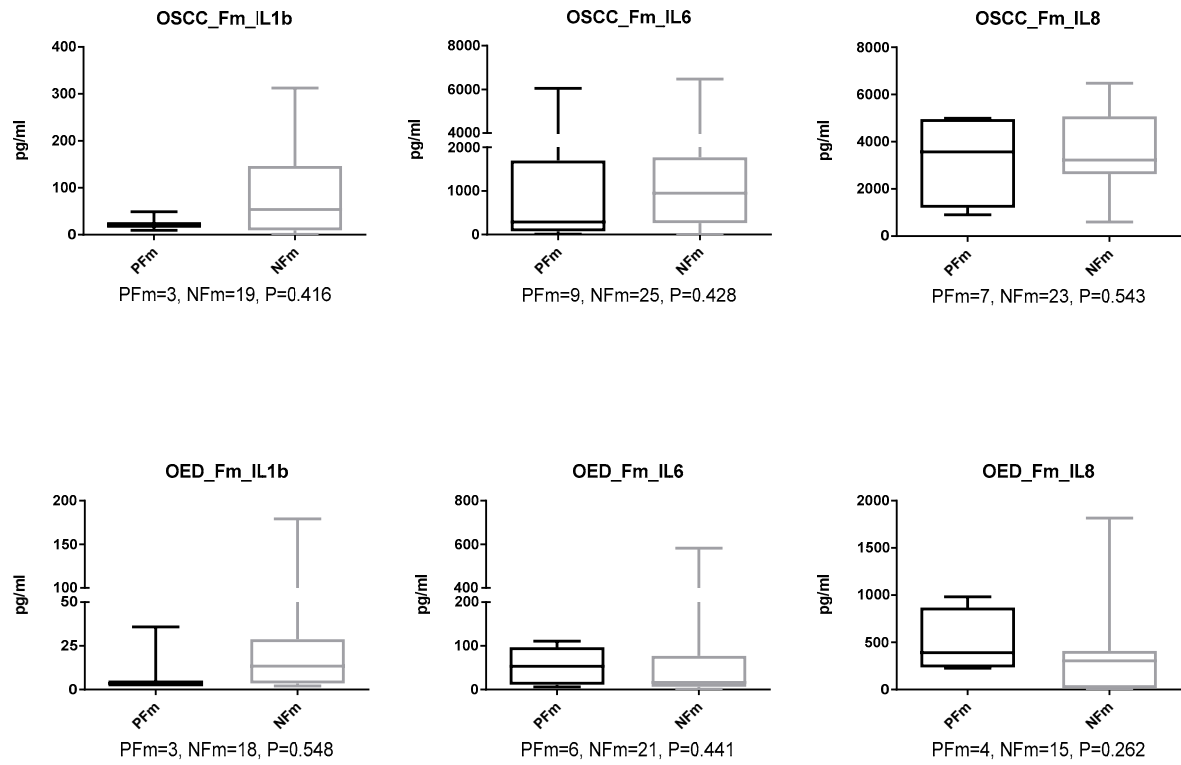 OSCC_Fm_IL1b
400
300
200
100
0
pg/ml
PFm
NFm
PFm=3, NFm=19, P=0.416
OSCC_Fm_IL6
8000
6000
4000
2000
1000
0
pg/ml
PFm
NFm
PFm=9, NFm=25, P=0.428
OSCC_Fm_IL8
8000
6000
4000
2000
0
pg/ml
PFm
NFm
PFm=7, NFm=23, P=0.543
OED_Fm_IL1b
200
150
100
50
25
0
pg/ml
PFm
NFm
PFm=3, NFm=18, P=0.548
OED_Fm_IL6
800
600
400
200
100
0
pg/ml
PFm
NFm
PFm=6, NFm=21, P=0.441
OED_Fm_IL8
2000
1500
1000
500
0
pg/ml
PFm
NFm
PFm=4, NFm=15, P=0.262